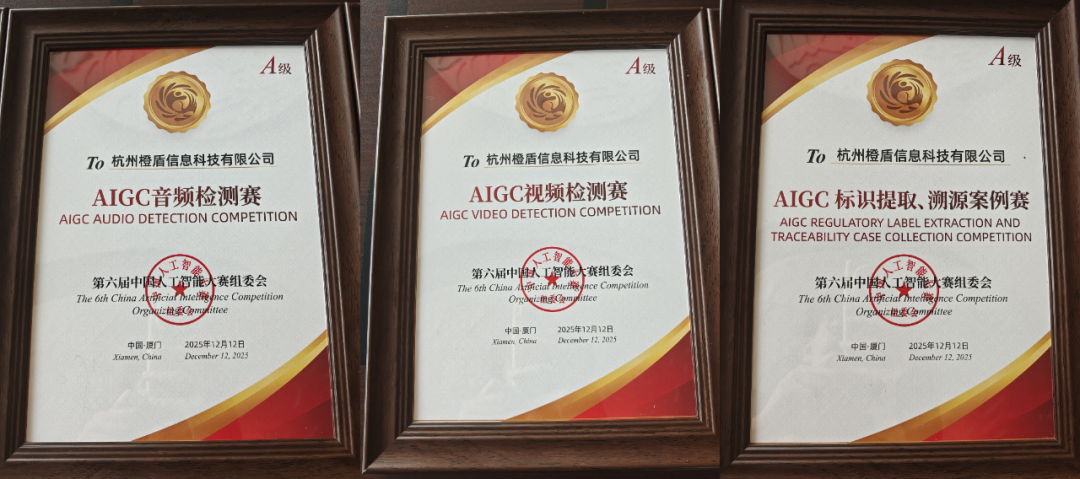 A级
To 杭州橙盾信息科技有限公司
AIGC音频检测赛
AIGC AUDIO DETECTION COMPETITION
第六届中国人工智能大赛组委会
The 6th China Artificial Intelligence Competition
Organizing Committee
中国·厦门 2025年12月12日
Xiamen, China December 12, 2025
A级
To 杭州橙盾信息科技有限公司
AIGC视频检测赛
AIGC VIDEO DETECTION COMPETITION
第六届中国人工智能大赛组委会
The 6th China Artificial Intelligence Competition
Organizing Committee
中国·厦门 2025年12月12日
Xiamen, China December 12, 2025
A级
To 杭州橙盾信息科技有限公司
AIGC 标识提取、溯源案例赛
AIGC REGULATORY LABEL EXTRACTION AND
TRACEABILITY CASE COLLECTION COMPETITION
第六届中国人工智能大赛组委会
The 6th China Artificial Intelligence Competition
Organizing Committee
中国·厦门 2025年12月12日
Xiamen, China December 12, 2025